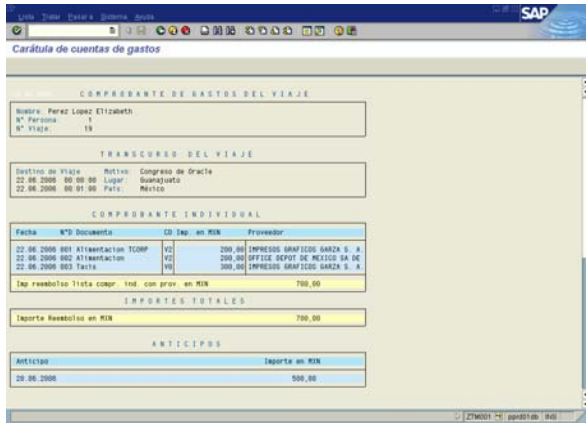 Lista Tratar Pasar a Sistema Ayuda
SAP
Carátula de cuentas de gastos
COMPROBANTE DE GASTOS DEL VIAJE
Nombre: Perez Lopez Elizabeth
N° Persona: 1
N° Viaje: 19
TRANSCURSO DEL VIAJE
Destino de Viaje Motivo: Congreso de Oracle
22.06.2006 00:00:00 Lugar: Guanajuato
22.06.2006 00:01:00 País: México
COMPROBANTE INDIVIDUAL
Fecha N°D Documento CD Imp. en MXN Proveedor
22.06.2006 001 Alimentacion TCORP V2 200,00 IMPRESOS GRAFICOS GARZA S. A.
22.06.2006 002 Alimentacion V2 200,00 OFFICE DEPOT DE MEXICO SA DE
22.06.2006 003 Taxis V0 300,00 IMPRESOS GRAFICOS GARZA S. A.
Imp reembolso lista compr. ind. con prov. en MXN 700,00
IMPORTES TOTALES
Importe Reembolso en MXN 700,00
ANTICIPOS
Anticipo Importe en MXN
20.06.2006 500,00
ZTM001 pprd01db INS